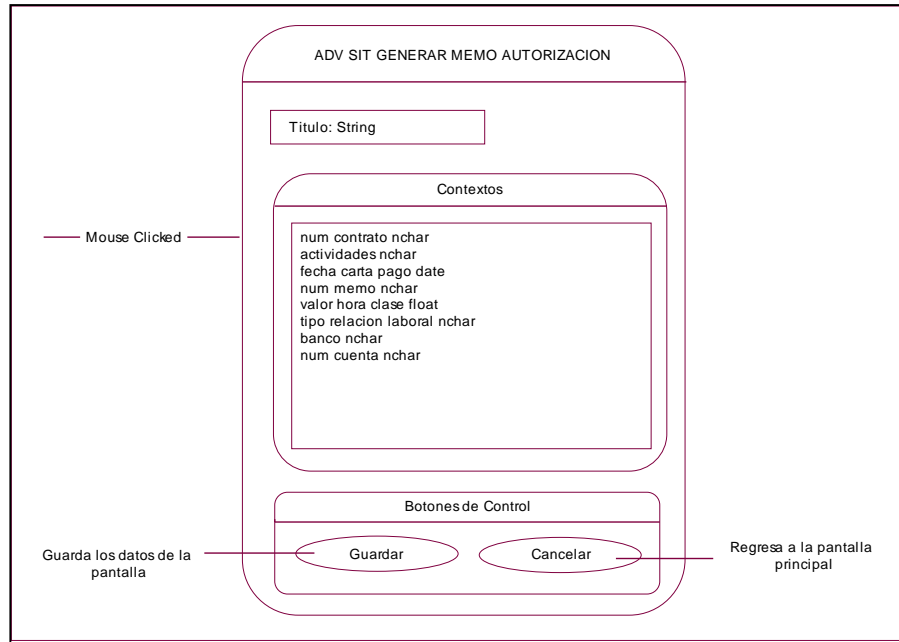 ADV SIT GENERAR MEMO AUTORIZACION
Titulo: String
Contextos
Mouse Clicked
num contrato nchar
actividades nchar
fecha carta pago date
num memo nchar
valor hora clase float
tipo relacion laboral nchar
banco nchar
num cuenta nchar
Botones de Control
Guardar
Cancelar
Guarda los datos de la
pantalla
Regresa a la pantalla
principal